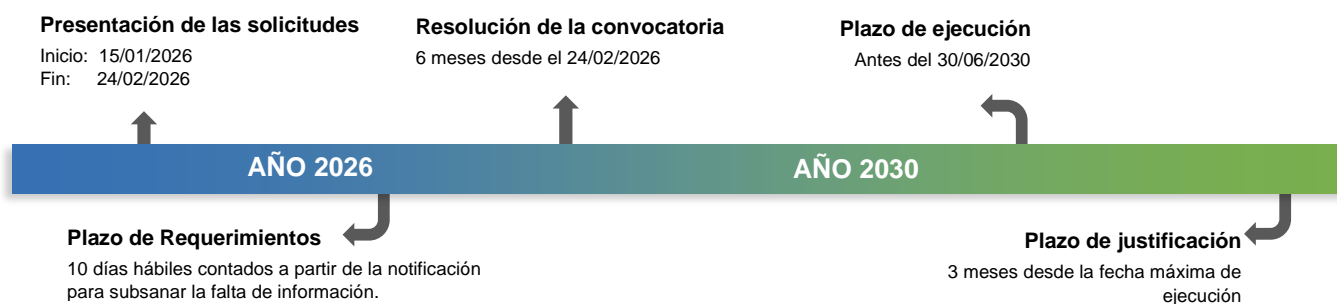 Presentación de las solicitudes
Inicio: 15/01/2026
Fin: 24/02/2026
Resolución de la convocatoria
6 meses desde el 24/02/2026
Plazo de ejecución
Antes del 30/06/2030
AÑO 2026
AÑO 2030
Plazo de Requerimientos
10 días hábiles contados a partir de la notificación
para subsanar la falta de información.
Plazo de justificación
3 meses desde la fecha máxima de
ejecución